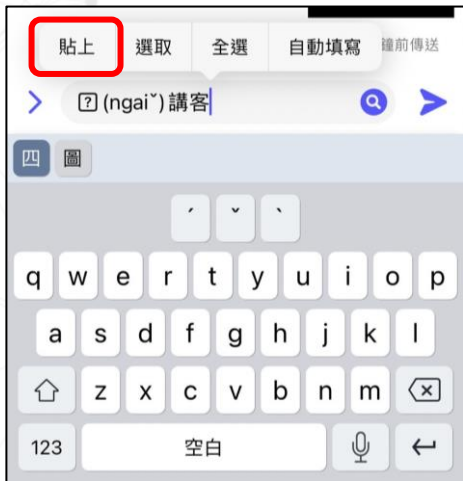 貼上 選取 全選 自動填寫 鐘前傳送
? (ngaiˇ) 講客
四 圖
ˊ ˇ ˋ
q w e r t y u i o p
a s d f g h j k l
z x c v b n m
123 空白